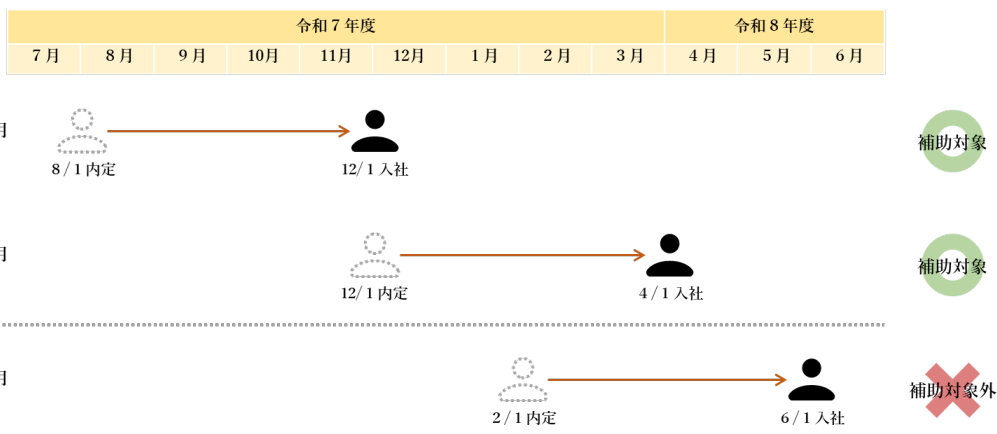 令和７年度
令和８年度
７月 ８月 ９月 10月 11月 12月 １月 ２月 ３月 ４月 ５月 ６月
月
補助対象
８/１内定
12/１入社
月
補助対象
12/１内定
４/１入社
月
補助対象外
２/１内定
６/１入社